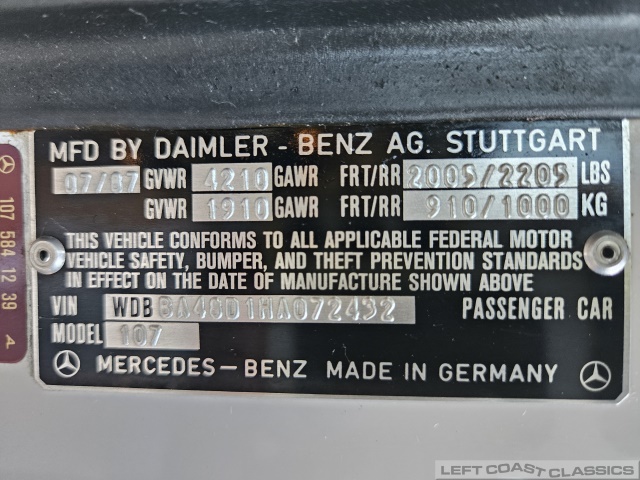 MFD BY DAIMLER - BENZ AG. STUTTGART
07/87 GVWR 4210 GAWR FRT/RR 2005/2205 LBS
GVWR 1910 GAWR FRT/RR 910/1000 KG
THIS VEHICLE CONFORMS TO ALL APPLICABLE FEDERAL MOTOR
VEHICLE SAFETY, BUMPER, AND THEFT PREVENTION STANDARDS
IN EFFECT ON THE DATE OF MANUFACTURE SHOWN ABOVE
VIN WDB BA48D1HA072432 PASSENGER CAR
MODEL 107
MERCEDES-BENZ MADE IN GERMANY
107 584 12 39 A
LEFT COAST CLASSICS